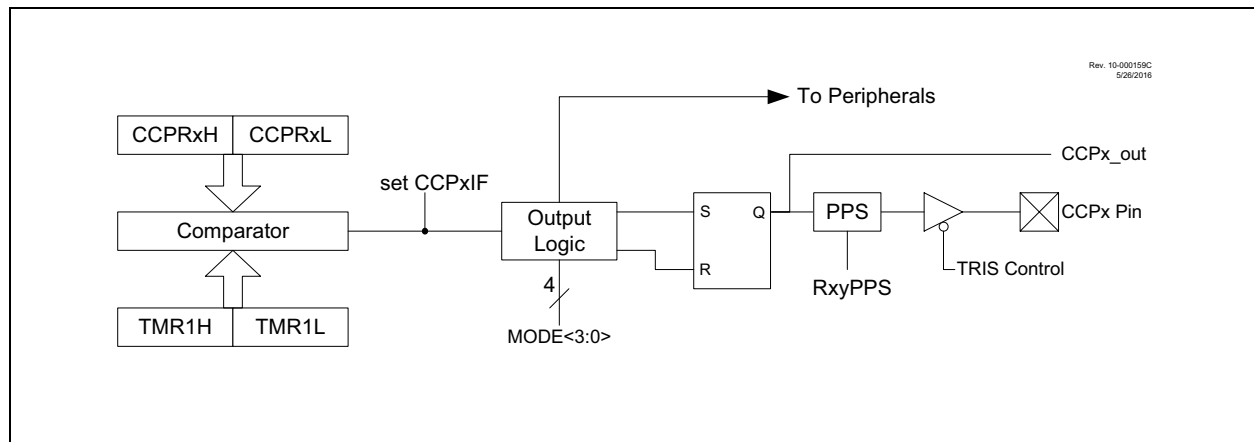 Rev. 10-000159C
5/26/2016
To Peripherals
CCPRxH CCPRxL
CCPx_out
set CCPxIF
Comparator
Output
Logic
S Q
R
PPS
CCPx Pin
TRIS Control
RxyPPS
4
TMR1H TMR1L
MODE<3:0>